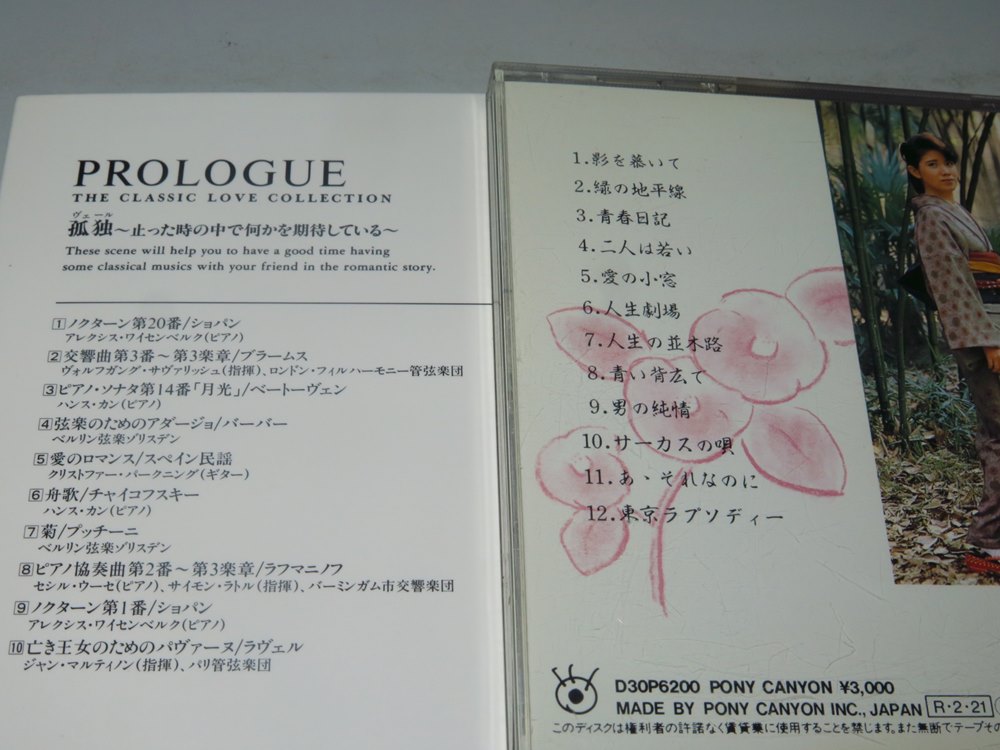 PROLOGUE
THE CLASSIC LOVE COLLECTION
ヴェール
孤独～止った時の中で何かを期待している～
These scene will help you to have a good time having
some classical musics with your friend in the romantic story.
1 ノクターン第20番/ショパン
アレクシス・ワイセンベルク(ピアノ)
2 交響曲第3番～第3楽章/ブラームス
ヴォルフガング・サヴァリッシュ(指揮)、ロンドン・フィルハーモニー管弦楽団
3 ピアノ・ソナタ第14番「月光」/ベートーヴェン
ハンス・カン(ピアノ)
4 弦楽のためのアダージョ/バーバー
ベルリン弦楽ゾリスデン
5 愛のロマンス/スペイン民謡
クリストファー・パークニング(ギター)
6 舟歌/チャイコフスキー
ハンス・カン(ピアノ)
7 菊/プッチーニ
ベルリン弦楽ゾリスデン
8 ピアノ協奏曲第2番～第3楽章/ラフマニノフ
セシル・ウーセ(ピアノ)、サイモン・ラトル(指揮)、バーミンガム市交響楽団
9 ノクターン第1番/ショパン
アレクシス・ワイセンベルク(ピアノ)
10 亡き王女のためのパヴァーヌ/ラヴェル
ジャン・マルティノン(指揮)、パリ管弦楽団
1.影を慕いて
2.緑の地平線
3.青春日記
4.二人は若い
5.愛の小窓
6.人生劇場
7.人生の並木路
8.青い背広で
9.男の純情
10.サーカスの唄
11.あゝそれなのに
12.東京ラプソディー
D30P6200 PONY CANYON ¥3,000
MADE BY PONY CANYON INC., JAPAN R・2・21
このディスクは権利者の許諾なく賃貸業に使用することを禁じます。また無断でテープその